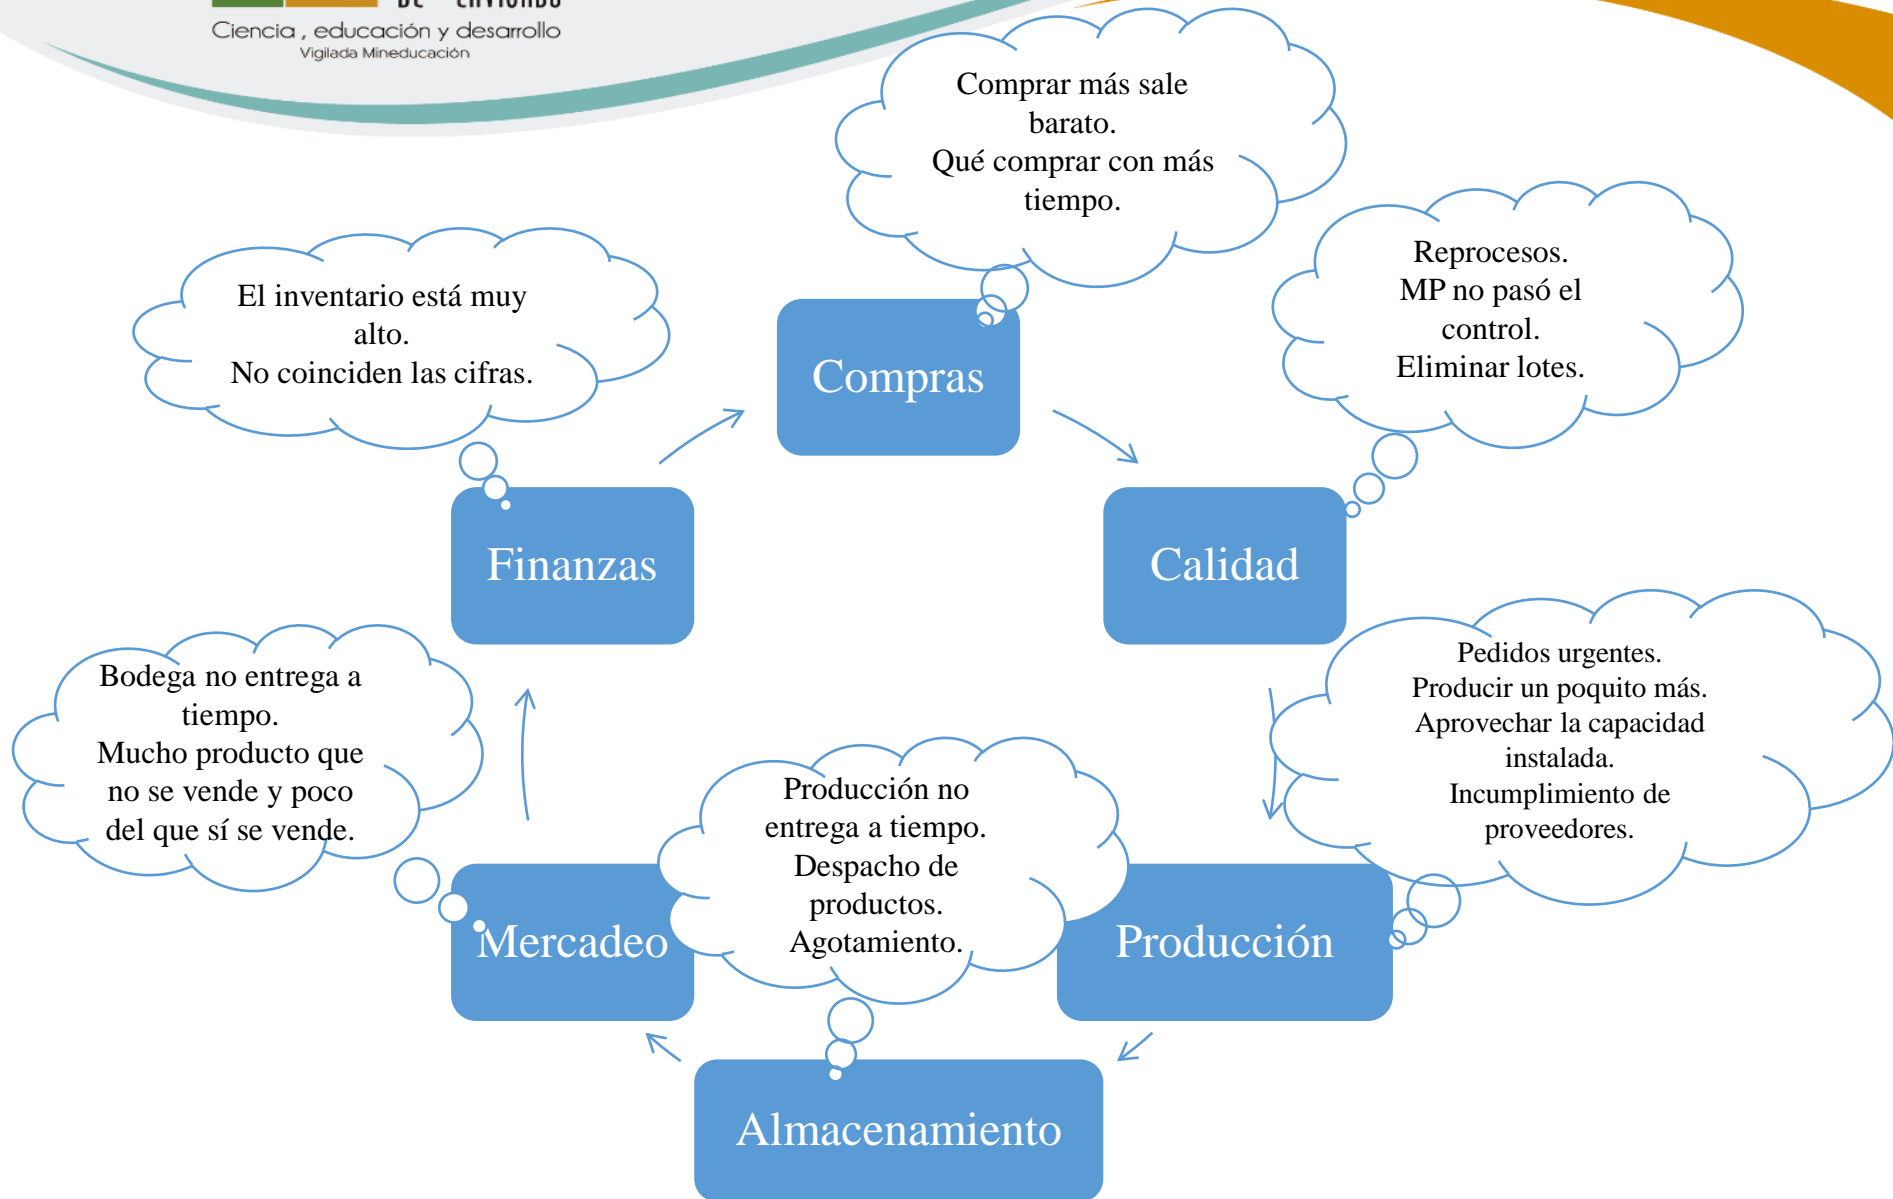 DE ENVIGADO
Ciencia , educación y desarrollo
Vigilada Mineducación
Comprar más sale
barato.
Qué comprar con más
tiempo.
Compras
Reprocesos.
MP no pasó el
control.
Eliminar lotes.
Calidad
Pedidos urgentes.
Producir un poquito más.
Aprovechar la capacidad
instalada.
Incumplimiento de
proveedores.
Producción
Producción no
entrega a tiempo.
Despacho de
productos.
Agotamiento.
Almacenamiento
Bodega no entrega a
tiempo.
Mucho producto que
no se vende y poco
del que sí se vende.
Mercadeo
El inventario está muy
alto.
No coinciden las cifras.
Finanzas